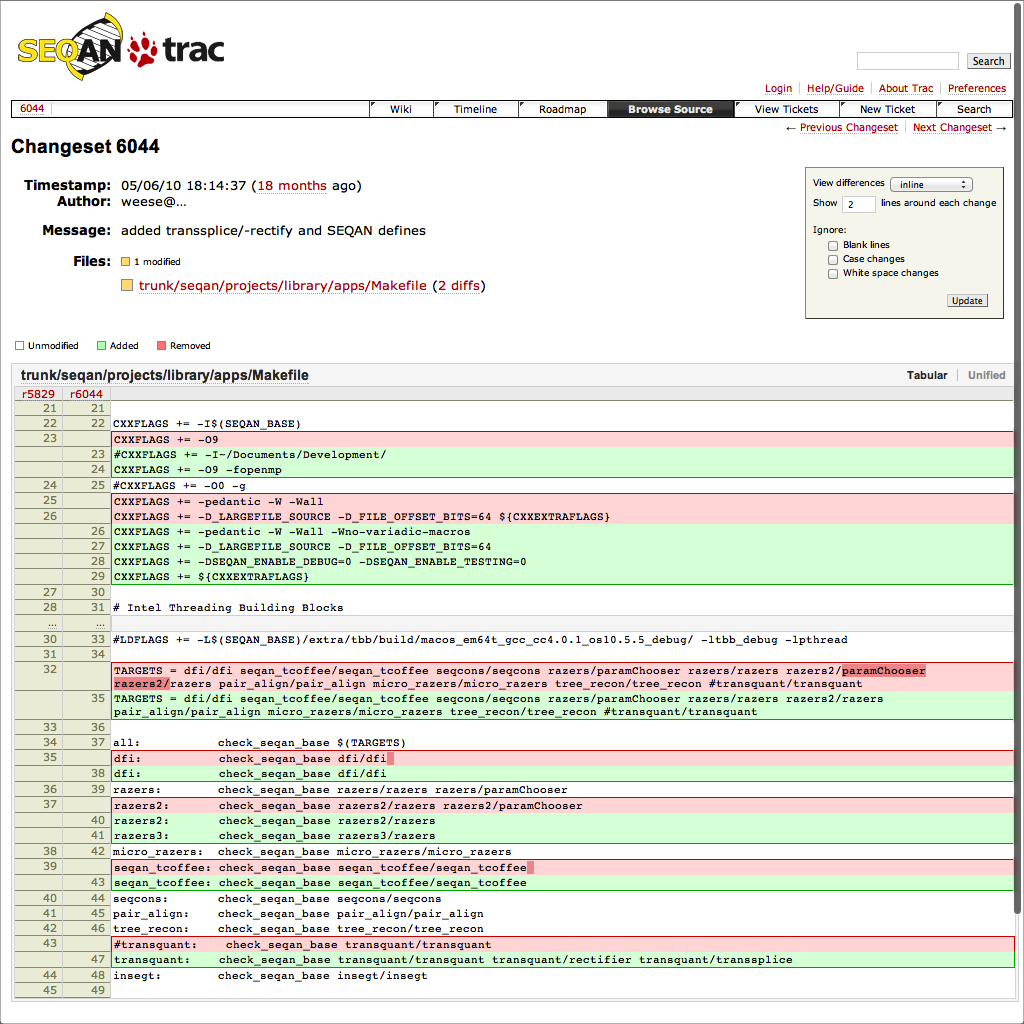 SEQAN trac
Search
Login Help/Guide About Trac Preferences
6044 Wiki Timeline Roadmap Browse Source View Tickets New Ticket Search
← Previous Changeset Next Changeset →
Changeset 6044
Timestamp: 05/06/10 18:14:37 (18 months ago)
Author: weese@...
Message: added transsplice/-rectify and SEQAN defines
Files: 1 modified
trunk/seqan/projects/library/apps/Makefile (2 diffs)
View differences inline
Show 2 lines around each change
Ignore:
Blank lines
Case changes
White space changes
Update
Unmodified Added Removed
trunk/seqan/projects/library/apps/Makefile Tabular Unified
r5829 r6044
21 21
22 22 CXXFLAGS += -I$(SEQAN_BASE)
23 CXXFLAGS += -O9
23 #CXXFLAGS += -I~/Documents/Development/
24 CXXFLAGS += -O9 -fopenmp
24 25 #CXXFLAGS += -O0 -g
25 CXXFLAGS += -pedantic -W -Wall
26 CXXFLAGS += -D_LARGEFILE_SOURCE -D_FILE_OFFSET_BITS=64 ${CXXEXTRAFLAGS}
26 CXXFLAGS += -pedantic -W -Wall -Wno-variadic-macros
27 CXXFLAGS += -D_LARGEFILE_SOURCE -D_FILE_OFFSET_BITS=64
28 CXXFLAGS += -DSEQAN_ENABLE_DEBUG=0 -DSEQAN_ENABLE_TESTING=0
29 CXXFLAGS += ${CXXEXTRAFLAGS}
27 30
28 31 # Intel Threading Building Blocks
… …
30 33 #LDFLAGS += -L$(SEQAN_BASE)/extra/tbb/build/macos_em64t_gcc_cc4.0.1_os10.5.5_debug/ -ltbb_debug -lpthread
31 34
32 TARGETS = dfi/dfi seqan_tcoffee/seqan_tcoffee seqcons/seqcons razers/paramChooser razers/razers razers2/paramChooser
razers2/razers pair_align/pair_align micro_razers/micro_razers tree_recon/tree_recon #transquant/transquant
35 TARGETS = dfi/dfi seqan_tcoffee/seqan_tcoffee seqcons/seqcons razers/paramChooser razers/razers razers2/razers
pair_align/pair_align micro_razers/micro_razers tree_recon/tree_recon #transquant/transquant
33 36
34 37 all: check_seqan_base $(TARGETS)
35 dfi: check_seqan_base dfi/dfi
38 dfi: check_seqan_base dfi/dfi
36 39 razers: check_seqan_base razers/razers razers/paramChooser
37 razers2: check_seqan_base razers2/razers razers2/paramChooser
40 razers2: check_seqan_base razers2/razers
41 razers3: check_seqan_base razers3/razers
38 42 micro_razers: check_seqan_base micro_razers/micro_razers
39 seqan_tcoffee: check_seqan_base seqan_tcoffee/seqan_tcoffee
43 seqan_tcoffee: check_seqan_base seqan_tcoffee/seqan_tcoffee
40 44 seqcons: check_seqan_base seqcons/seqcons
41 45 pair_align: check_seqan_base pair_align/pair_align
42 46 tree_recon: check_seqan_base tree_recon/tree_recon
43 #transquant: check_seqan_base transquant/transquant
47 transquant: check_seqan_base transquant/transquant transquant/rectifier transquant/transsplice
44 48 insegt: check_seqan_base insegt/insegt
45 49